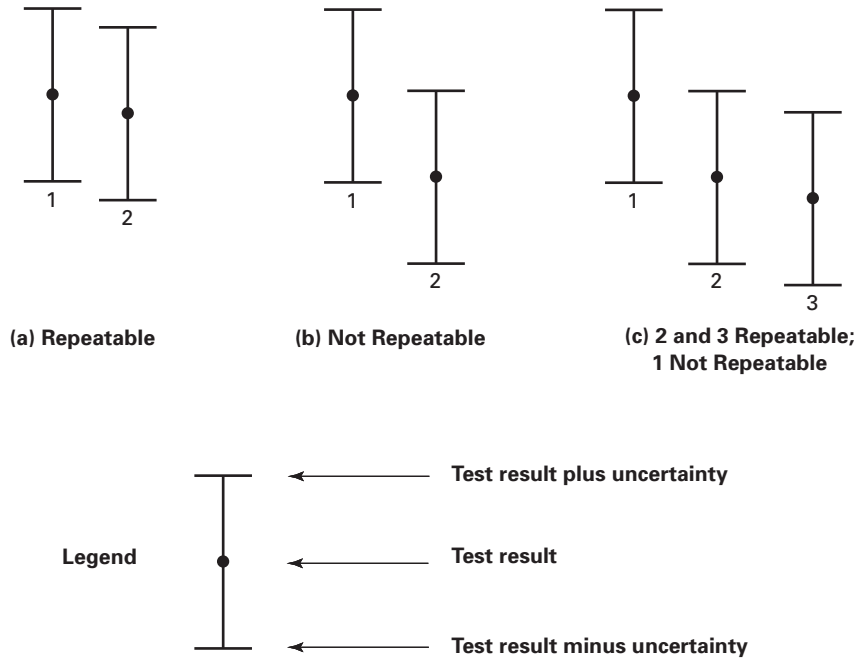 1
2
(a) Repeatable
1
2
(b) Not Repeatable
1
2
3
(c) 2 and 3 Repeatable;
1 Not Repeatable
Legend
Test result plus uncertainty
Test result
Test result minus uncertainty